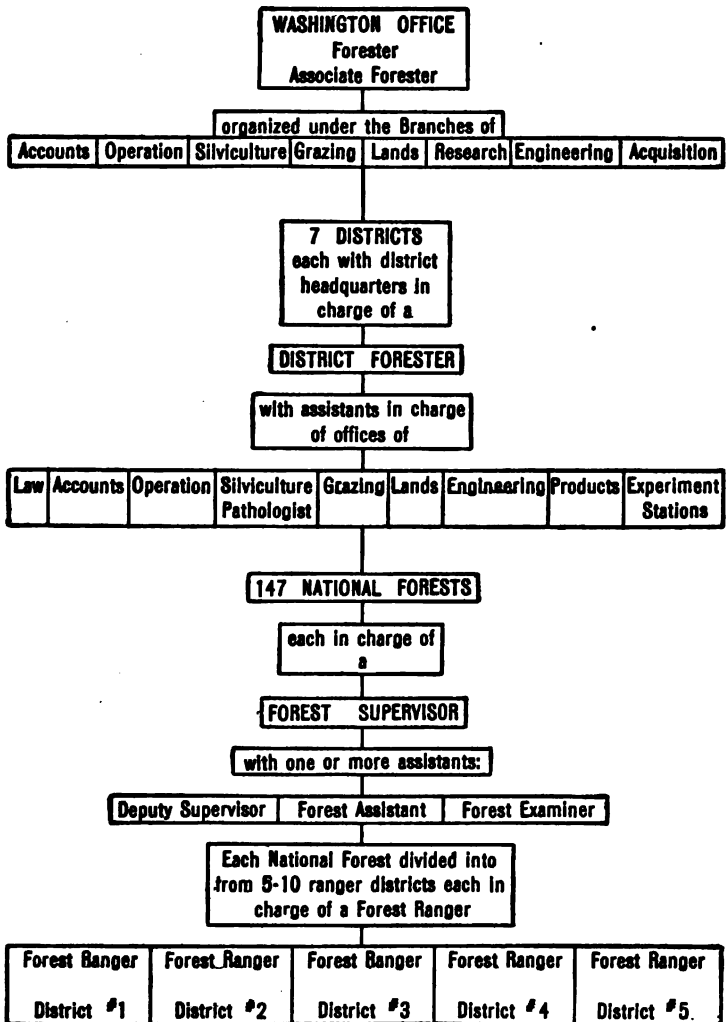 WASHINGTON OFFICE
Forester
Associate Forester
organized under the Branches of
Accounts Operation Silviculture Grazing Lands Research Engineering Acquisition
7 DISTRICTS
each with district
headquarters in
charge of a
DISTRICT FORESTER
with assistants in charge
of offices of
Law Accounts Operation Silviculture Grazing Lands Engineering Products Experiment
Pathologist Stations
147 NATIONAL FORESTS
each in charge of
a
FOREST SUPERVISOR
with one or more assistants:
Deputy Supervisor Forest Assistant Forest Examiner
Each National Forest divided into
from 5-10 ranger districts each in
charge of a Forest Ranger
Forest Ranger Forest Ranger Forest Ranger Forest Ranger Forest Ranger
District #1 District #2 District #3 District #4 District #5.